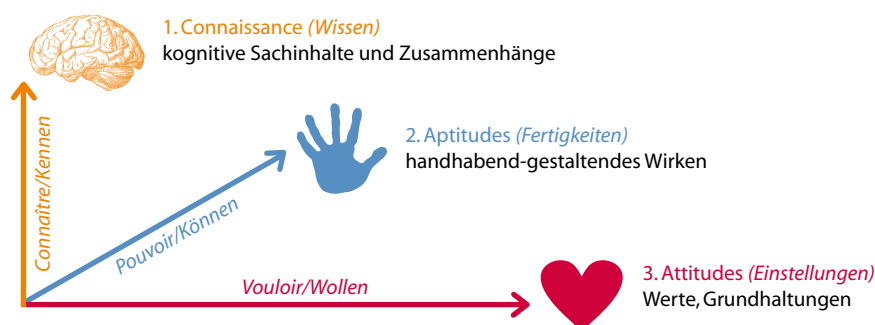 1. Connaissance (Wissen)
kognitive Sachinhalte und Zusammenhänge
2. Aptitudes (Fertigkeiten)
handhabend-gestaltendes Wirken
3. Attitudes (Einstellungen)
Werte, Grundhaltungen
Connaître/Kennen
Pouvoir/Können
Vouloir/Wollen